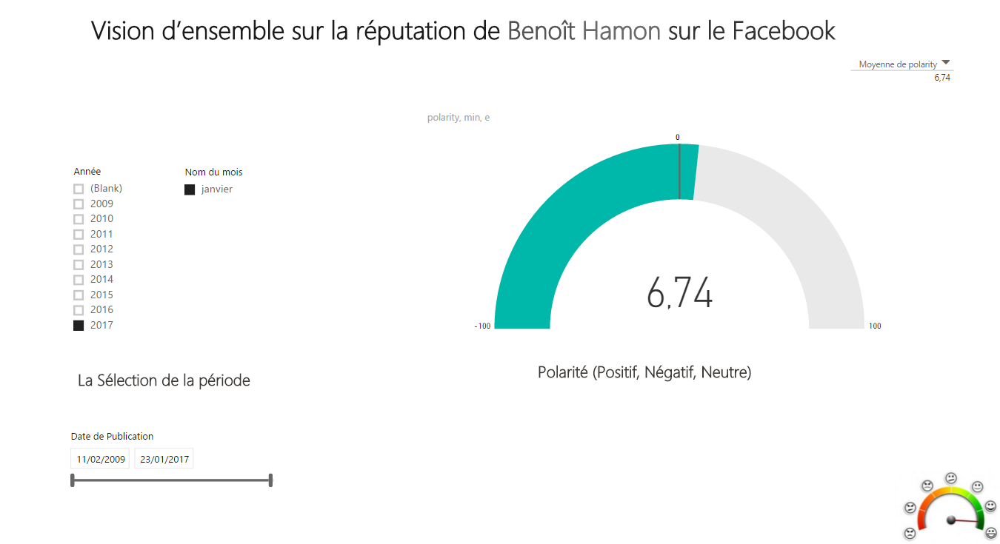 Vision d’ensemble sur la réputation de Benoît Hamon sur le Facebook
Moyenne de polarity
6,74
polarity, min, e
0
Année
Nom du mois
(Blank)
janvier
2009
2010
2011
2012
2013
2014
2015
2016
2017
6,74
-100
100
Polarité (Positif, Négatif, Neutre)
La Sélection de la période
Date de Publication
11/02/2009 23/01/2017